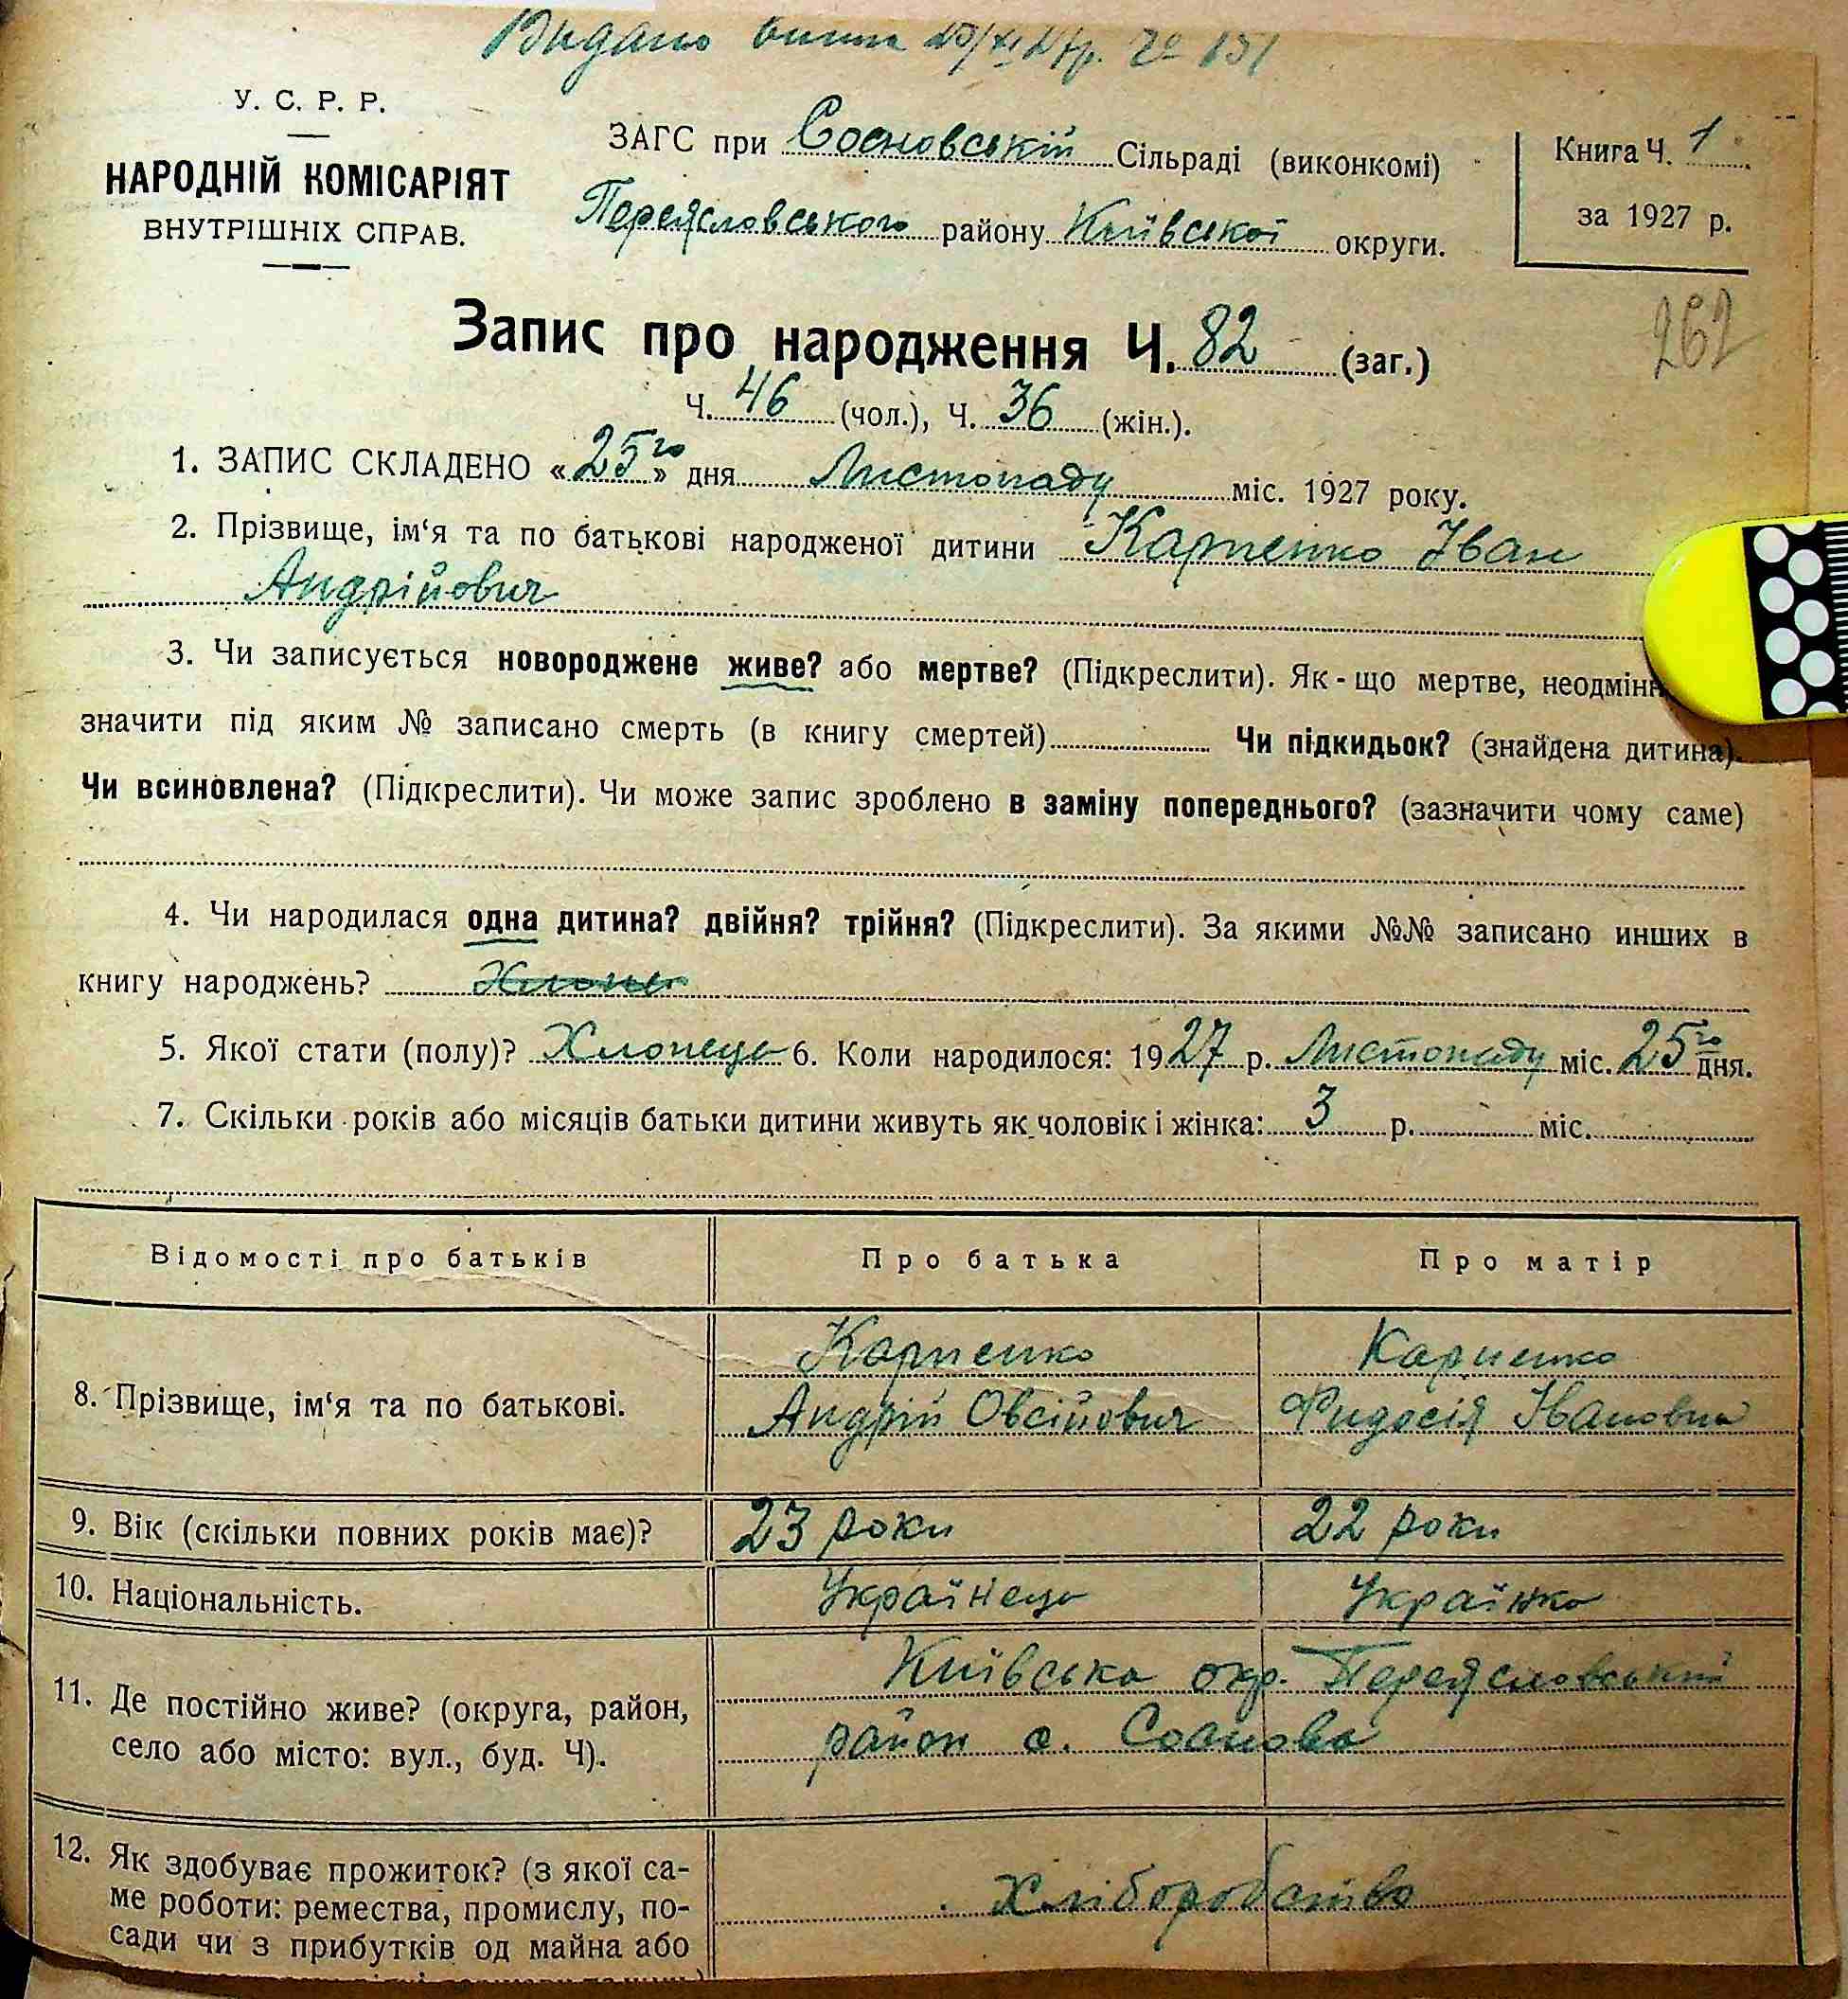 Видано випис 25/XI 27р. № 151
У. С. Р. Р.
НАРОДНІЙ КОМІСАРІЯТ
ВНУТРІШНІХ СПРАВ.
ЗАГС при Сосновській Сільраді (виконкомі)
Переяславського району Київської округи.
Книга Ч. 1
за 1927 р.
262
Запис про народження Ч. 82 (заг.)
Ч. 46 (чол.), Ч. 36 (жін.).
1. ЗАПИС СКЛАДЕНО «25го» дня Листопаду міс. 1927 року.
2. Прізвище, ім‘я та по батькові народженої дитини Карпенко Іван
Андрійович
3. Чи записується новороджене живе? або мертве? (Підкреслити). Як-що мертве, неодмінн
значити під яким № записано смерть (в книгу смертей) Чи підкидьок? (знайдена дитина).
Чи всиновлена? (Підкреслити). Чи може запис зроблено в заміну попереднього? (зазначити чому саме)
4. Чи народилася одна дитина? двійня? трійня? (Підкреслити). За якими №№ записано инших в
книгу народжень?
5. Якої стати (полу)? Хлопець 6. Коли народилося: 1927 р. Листопаду міс. 25го дня.
7. Скільки років або місяців батьки дитини живуть як чоловік і жінка: 3 р. міс.
Відомості про батьків Про батька Про матір
8. Прізвище, ім‘я та по батькові.
Карпенко
Андрій Овсійович
Карпенко
Фидосія Івановна
9. Вік (скільки повних років має)? 23 роки 22 роки
10. Національність. Українець Українка
11. Де постійно живе? (округа, район,
село або місто: вул., буд. Ч).
Київська окр. Переяславський
район с. Соснова
12. Як здобуває прожиток? (з якої са-
ме роботи: ремества, промислу, по-
сади чи з прибутків од майна або
Хліборобство